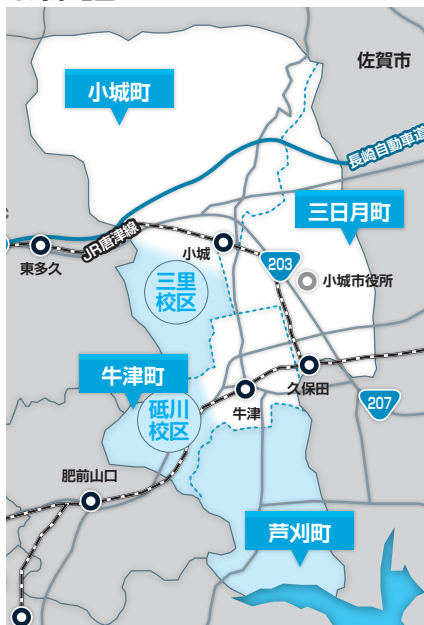 佐賀市
小城町
長崎自動車道
三日月町
JR唐津線
小城
203
東多久
小城市役所
三里
校区
牛津町
久保田
牛津
207
砥川
校区
肥前山口
芦刈町